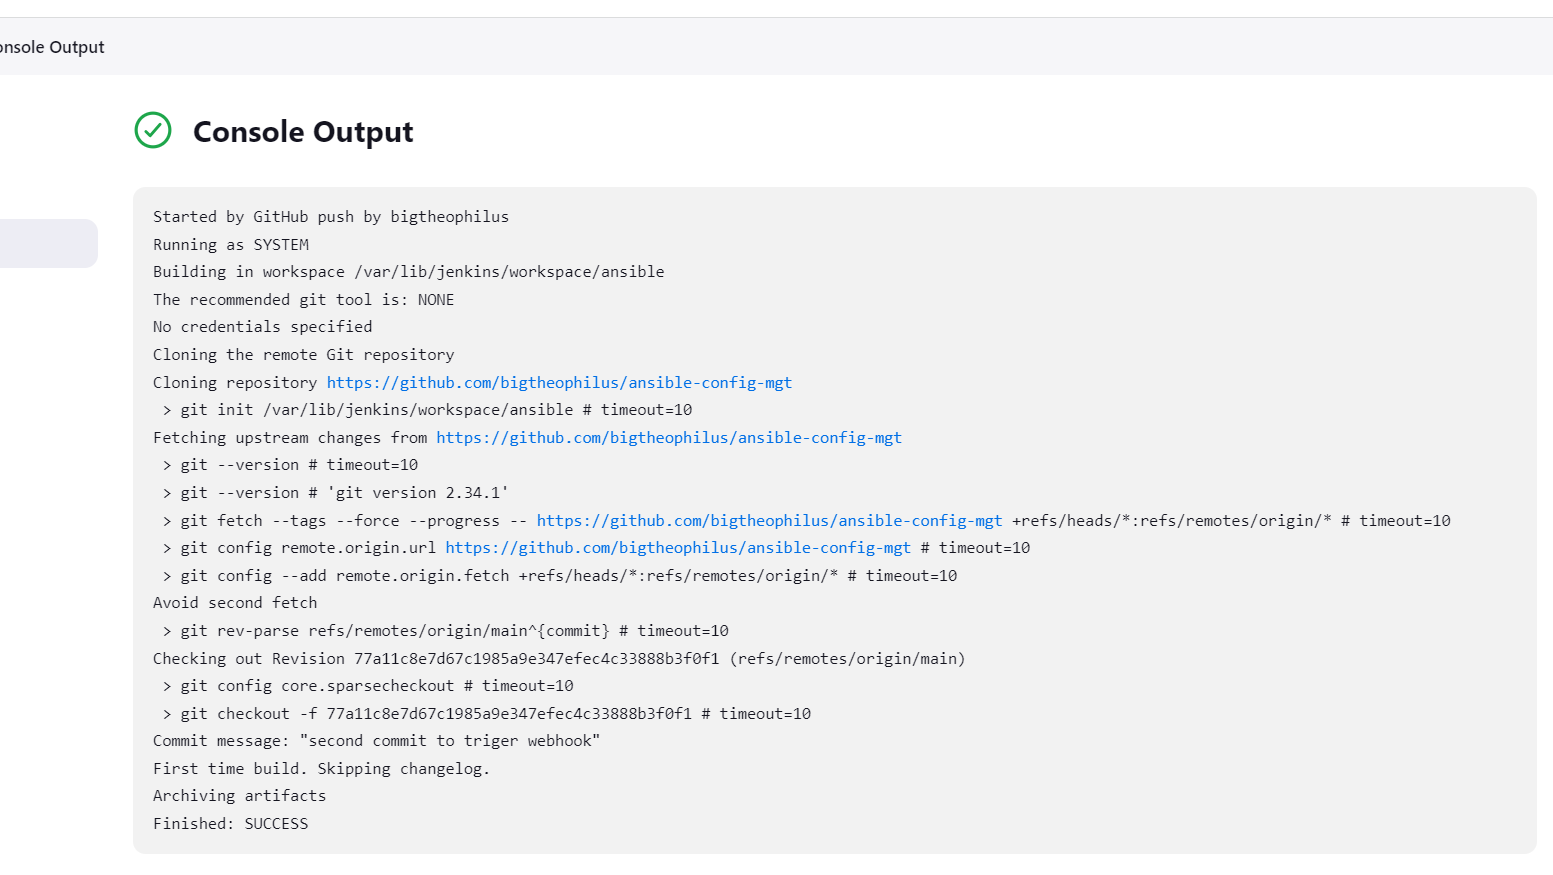 onsole Output
Console Output
Started by GitHub push by bigtheophilus
Running as SYSTEM
Building in workspace /var/lib/jenkins/workspace/ansible
The recommended git tool is: NONE
No credentials specified
Cloning the remote Git repository
Cloning repository https://github.com/bigtheophilus/ansible-config-mgt
 > git init /var/lib/jenkins/workspace/ansible # timeout=10
Fetching upstream changes from https://github.com/bigtheophilus/ansible-config-mgt
 > git --version # timeout=10
 > git --version # 'git version 2.34.1'
 > git fetch --tags --force --progress -- https://github.com/bigtheophilus/ansible-config-mgt +refs/heads/*:refs/remotes/origin/* # timeout=10
 > git config remote.origin.url https://github.com/bigtheophilus/ansible-config-mgt # timeout=10
 > git config --add remote.origin.fetch +refs/heads/*:refs/remotes/origin/* # timeout=10
Avoid second fetch
 > git rev-parse refs/remotes/origin/main^{commit} # timeout=10
Checking out Revision 77a11c8e7d67c1985a9e347efec4c33888b3f0f1 (refs/remotes/origin/main)
 > git config core.sparsecheckout # timeout=10
 > git checkout -f 77a11c8e7d67c1985a9e347efec4c33888b3f0f1 # timeout=10
Commit message: "second commit to triger webhook"
First time build. Skipping changelog.
Archiving artifacts
Finished: SUCCESS